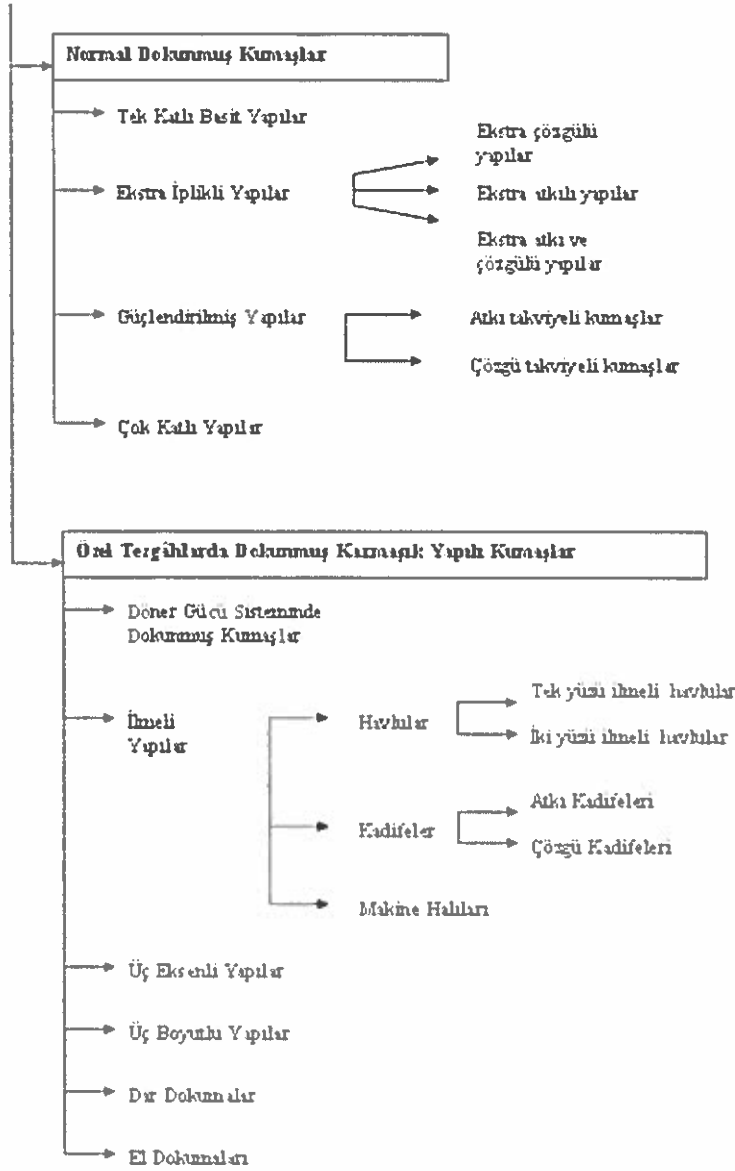 Normal Dokunmuş Kumaşlar
Tek Katlı Basit Yapılar
Ekstra İplikli Yapılar
Ekstra çözgülü
yapılar
Ekstra atkılı yapılar
Ekstra atkı ve
çözgülü yapılar
Güçlendirilmiş Yapılar
Atkı takviyeli kumaşlar
Çözgü takviyeli kumaşlar
Çok Katlı Yapılar
Özel Tezgihlarda Dokunmuş Karmaşık Yapılı Kumaşlar
Döner Gücü Sisteminde
Dokunmuş Kumaşlar
İlmeli
Yapılar
Havlular
Tek yüzü ilmeli havlular
İki yüzü ilmeli havlular
Kadifeler
Atkı Kadifeleri
Çözgü Kadifeleri
Makine Halıları
Üç Eksenli Yapılar
Üç Boyutlu Yapılar
Dar Dokumalar
El Dokumaları